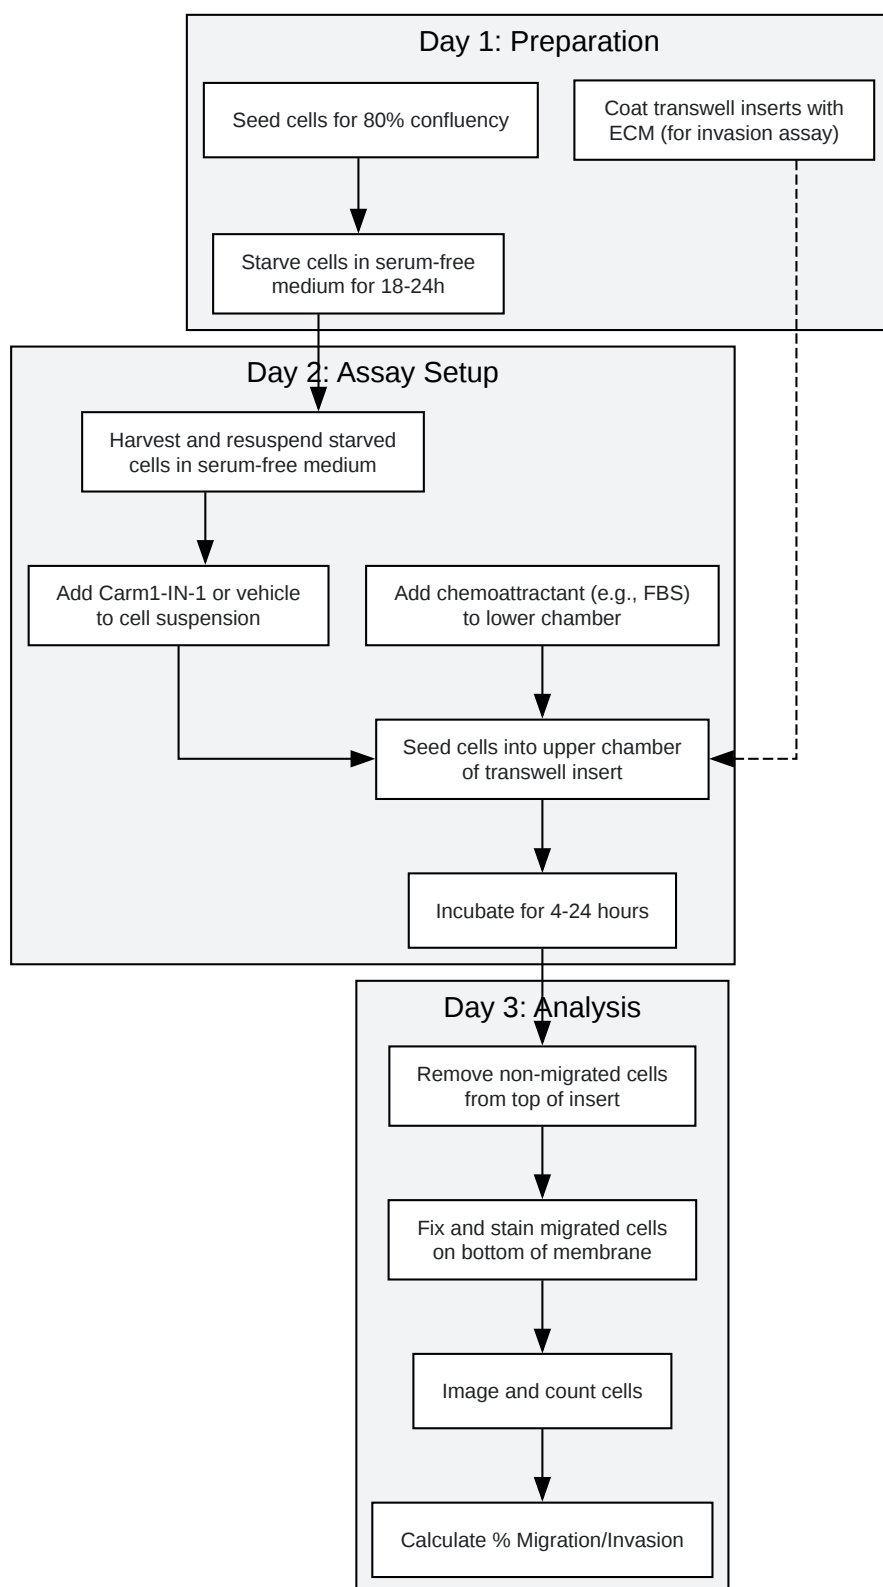 Day 1: Preparation
Seed cells for 80% confluency
Coat transwell inserts with
ECM (for invasion assay)
Starve cells in serum-free
medium for 18-24h
Day 2: Assay Setup
Harvest and resuspend starved
cells in serum-free medium
Add Carm1-IN-1 or vehicle
to cell suspension
Add chemoattractant (e.g., FBS)
to lower chamber
Seed cells into upper chamber
of transwell insert
Incubate for 4-24 hours
Day 3: Analysis
Remove non-migrated cells
from top of insert
Fix and stain migrated cells
on bottom of membrane
Image and count cells
Calculate % Migration/Invasion